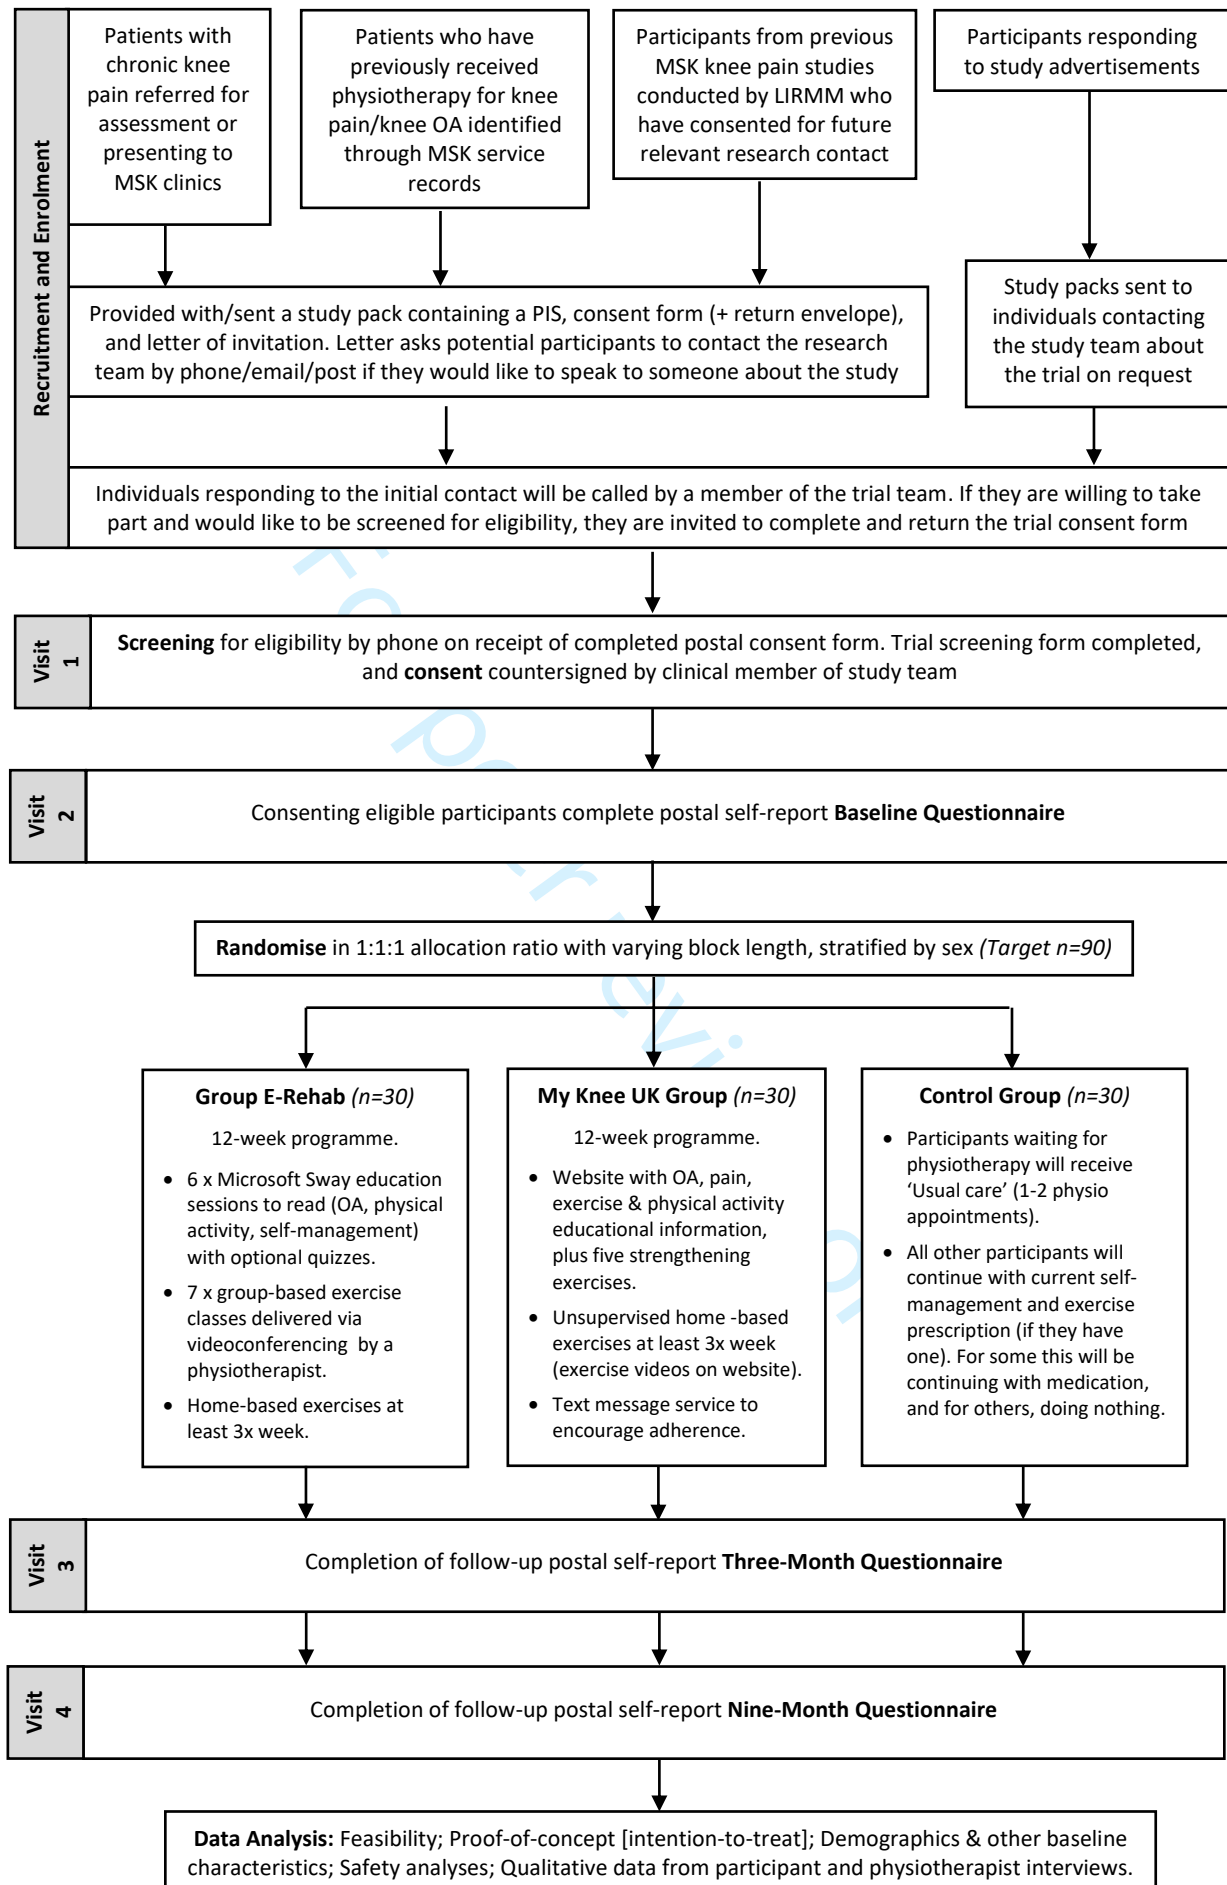 Recruitment and Enrolment
Patients with
chronic knee
pain referred for
assessment or
presenting to
MSK clinics
Patients who have
previously received
physiotherapy for knee
pain/knee OA identified
through MSK service
records
Participants from previous
MSK knee pain studies
conducted by LIRMM who
have consented for future
relevant research contact
Participants responding
to study advertisements
Provided with/sent a study pack containing a PIS, consent form (+ return envelope),
and letter of invitation. Letter asks potential participants to contact the research
team by phone/email/post if they would like to speak to someone about the study
Study packs sent to
individuals contacting
the study team about
the trial on request
Individuals responding to the initial contact will be called by a member of the trial team. If they are willing to take
part and would like to be screened for eligibility, they are invited to complete and return the trial consent form
Visit
1
Screening for eligibility by phone on receipt of completed postal consent form. Trial screening form completed,
and consent countersigned by clinical member of study team
Visit
2
Consenting eligible participants complete postal self-report Baseline Questionnaire
Randomise in 1:1:1 allocation ratio with varying block length, stratified by sex (Target n=90)
Group E-Rehab (n=30)
12-week programme.
• 6 x Microsoft Sway education
sessions to read (OA, physical
activity, self-management)
with optional quizzes.
• 7 x group-based exercise
classes delivered via
videoconferencing by a
physiotherapist.
• Home-based exercises at
least 3x week.
My Knee UK Group (n=30)
12-week programme.
• Website with OA, pain,
exercise & physical activity
educational information,
plus five strengthening
exercises.
• Unsupervised home -based
exercises at least 3x week
(exercise videos on website).
• Text message service to
encourage adherence.
Control Group (n=30)
• Participants waiting for
physiotherapy will receive
‘Usual care’ (1-2 physio
appointments).
• All other participants will
continue with current self-
management and exercise
prescription (if they have
one). For some this will be
continuing with medication,
and for others, doing nothing.
Visit
3
Completion of follow-up postal self-report Three-Month Questionnaire
Visit
4
Completion of follow-up postal self-report Nine-Month Questionnaire
Data Analysis: Feasibility; Proof-of-concept [intention-to-treat]; Demographics & other baseline
characteristics; Safety analyses; Qualitative data from participant and physiotherapist interviews.